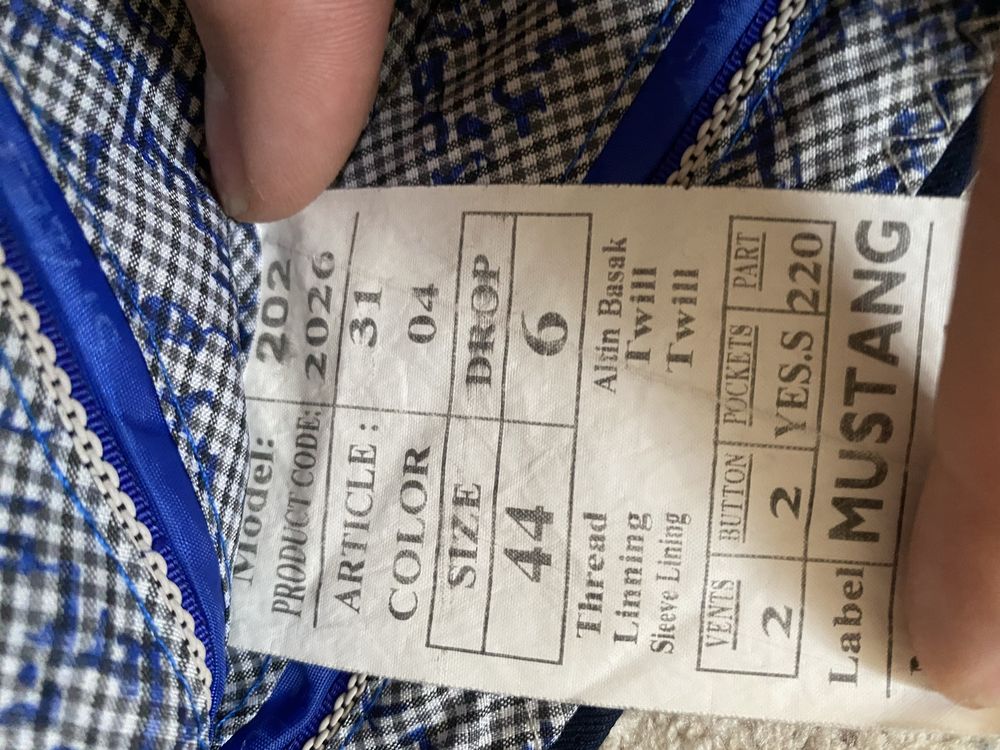 Model: 202
PRODUCT CODE: 2026
ARTICLE : 31
COLOR 04
SIZE DROP
44 6
Thread Altin Basak
Linning Twill
Sleeve Lining Twill
VENTS BUTTON POCKETS PART
2 2 YES.S 220
Label MUSTANG